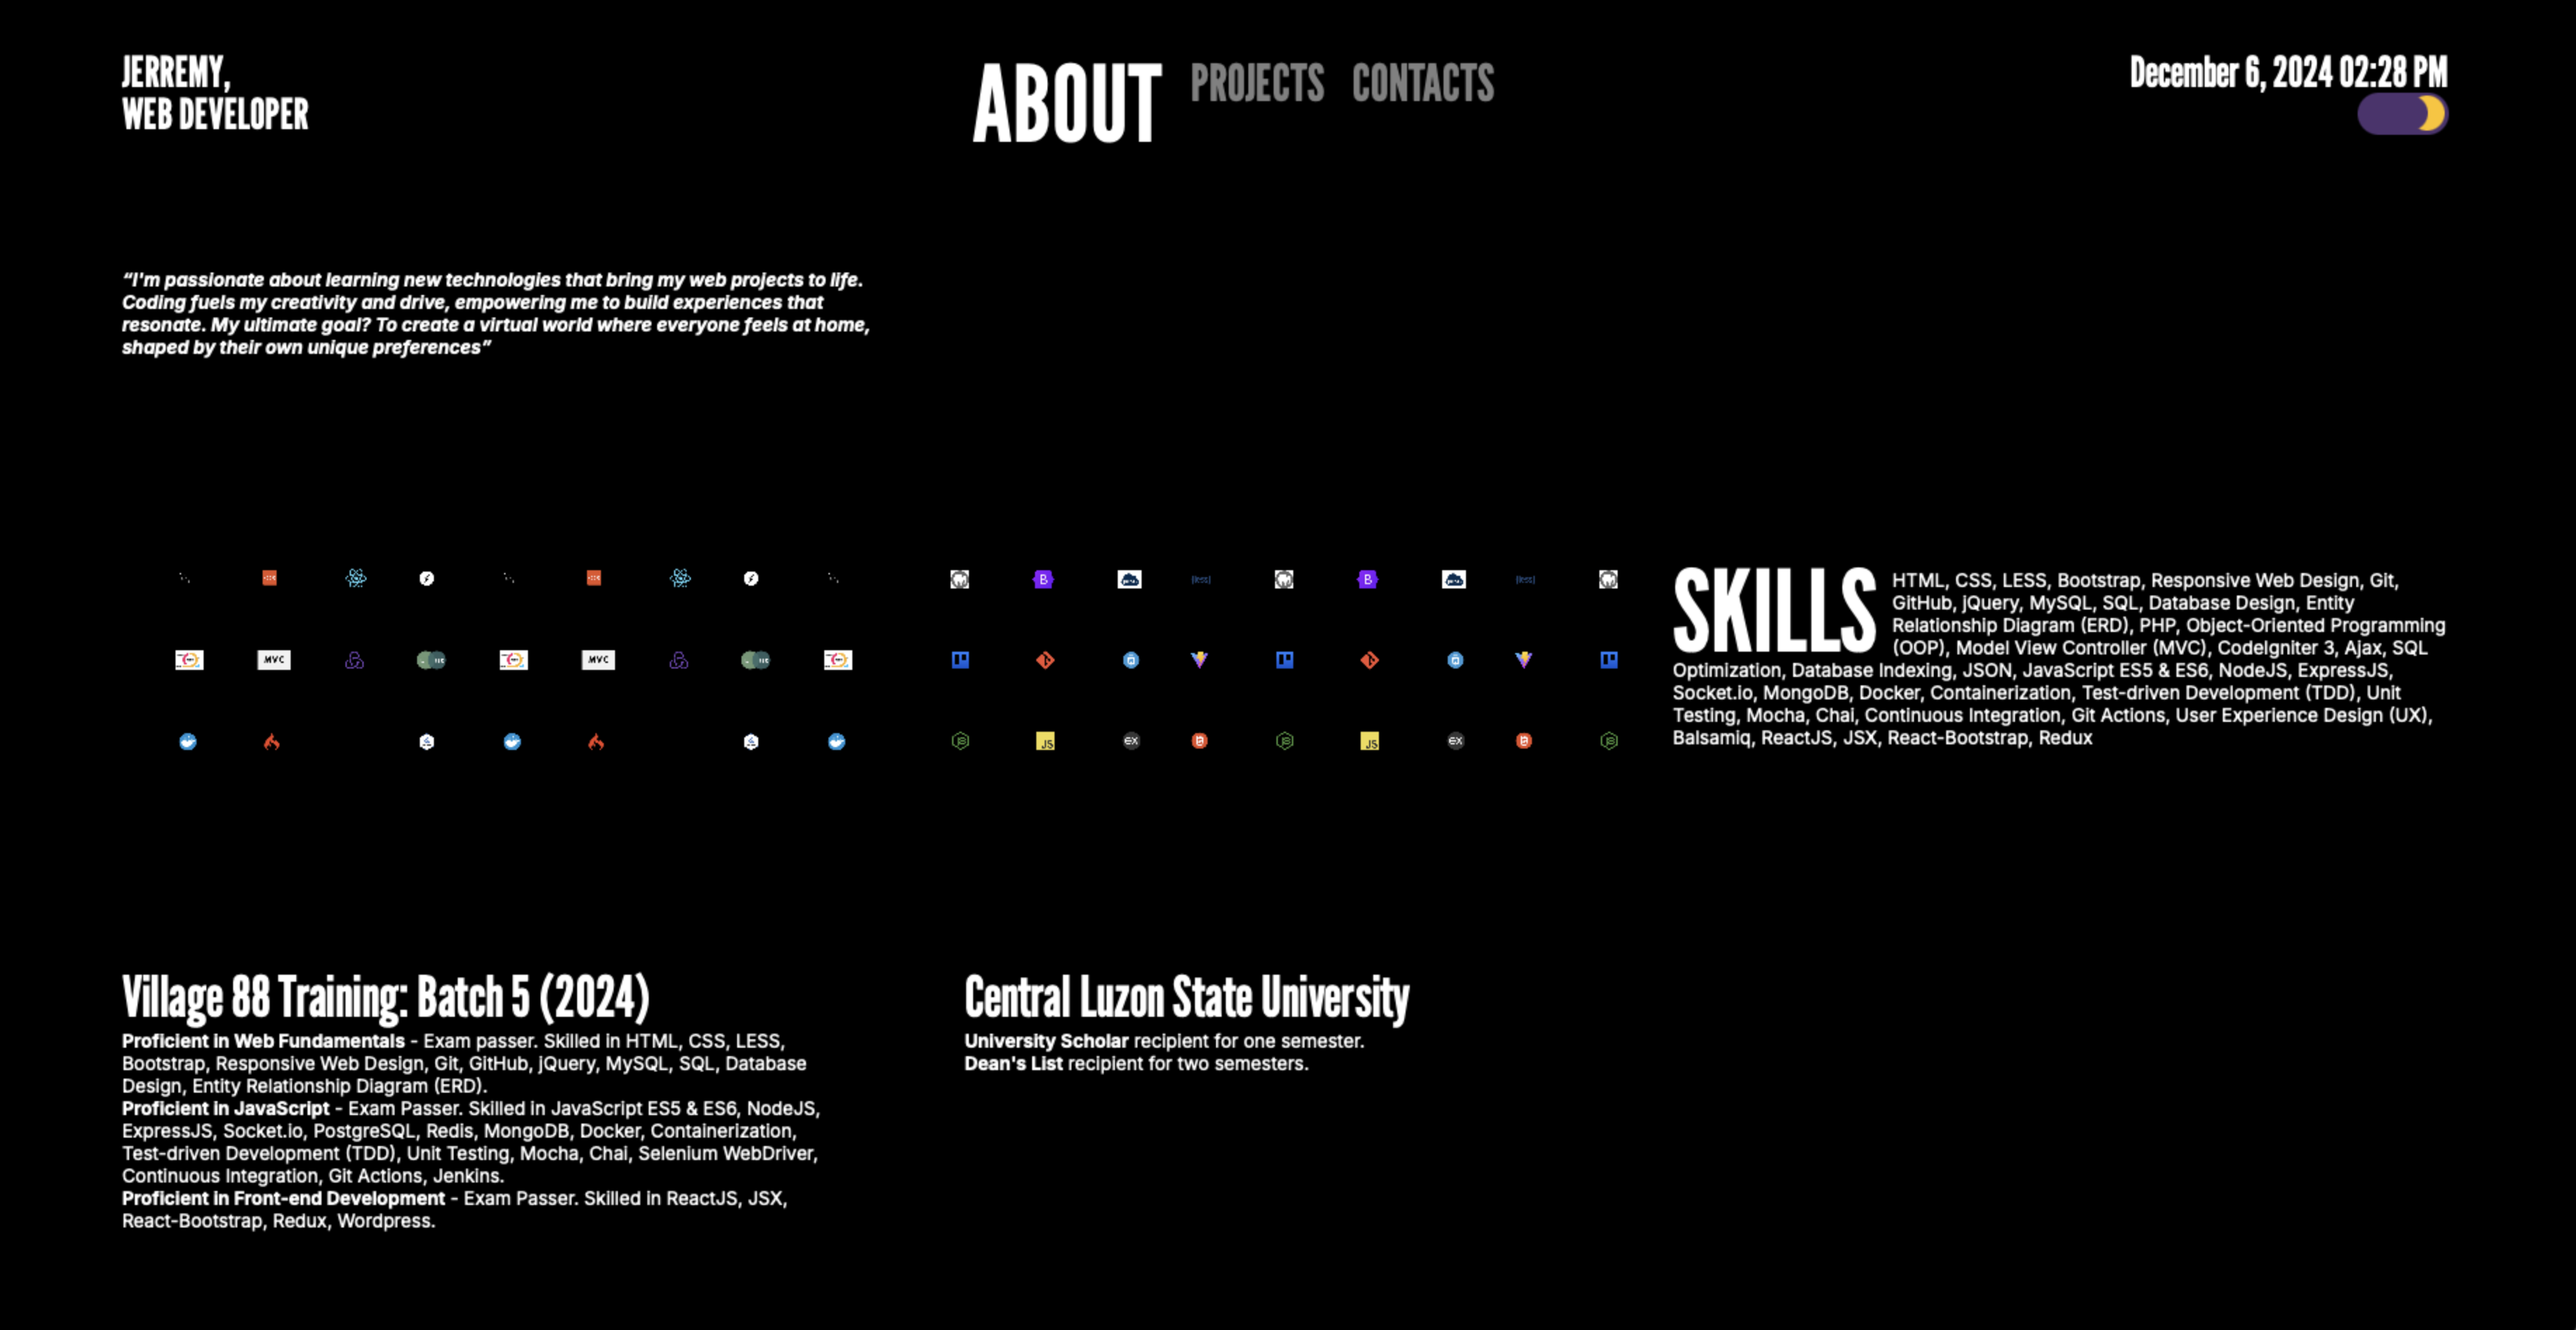 JERREMY,
WEB DEVELOPER
ABOUT PROJECTS CONTACTS
December 6, 2024 02:28 PM
“I'm passionate about learning new technologies that bring my web projects to life.
Coding fuels my creativity and drive, empowering me to build experiences that
resonate. My ultimate goal? To create a virtual world where everyone feels at home,
shaped by their own unique preferences”
B {less} B {less}
MVC MVC
JS EX JS EX
SKILLS
HTML, CSS, LESS, Bootstrap, Responsive Web Design, Git,
GitHub, jQuery, MySQL, SQL, Database Design, Entity
Relationship Diagram (ERD), PHP, Object-Oriented Programming
(OOP), Model View Controller (MVC), CodeIgniter 3, Ajax, SQL
Optimization, Database Indexing, JSON, JavaScript ES5 & ES6, NodeJS, ExpressJS,
Socket.io, MongoDB, Docker, Containerization, Test-driven Development (TDD), Unit
Testing, Mocha, Chai, Continuous Integration, Git Actions, User Experience Design (UX),
Balsamiq, ReactJS, JSX, React-Bootstrap, Redux
Village 88 Training: Batch 5 (2024)
Proficient in Web Fundamentals - Exam passer. Skilled in HTML, CSS, LESS,
Bootstrap, Responsive Web Design, Git, GitHub, jQuery, MySQL, SQL, Database
Design, Entity Relationship Diagram (ERD).
Proficient in JavaScript - Exam Passer. Skilled in JavaScript ES5 & ES6, NodeJS,
ExpressJS, Socket.io, PostgreSQL, Redis, MongoDB, Docker, Containerization,
Test-driven Development (TDD), Unit Testing, Mocha, Chai, Selenium WebDriver,
Continuous Integration, Git Actions, Jenkins.
Proficient in Front-end Development - Exam Passer. Skilled in ReactJS, JSX,
React-Bootstrap, Redux, Wordpress.
Central Luzon State University
University Scholar recipient for one semester.
Dean's List recipient for two semesters.